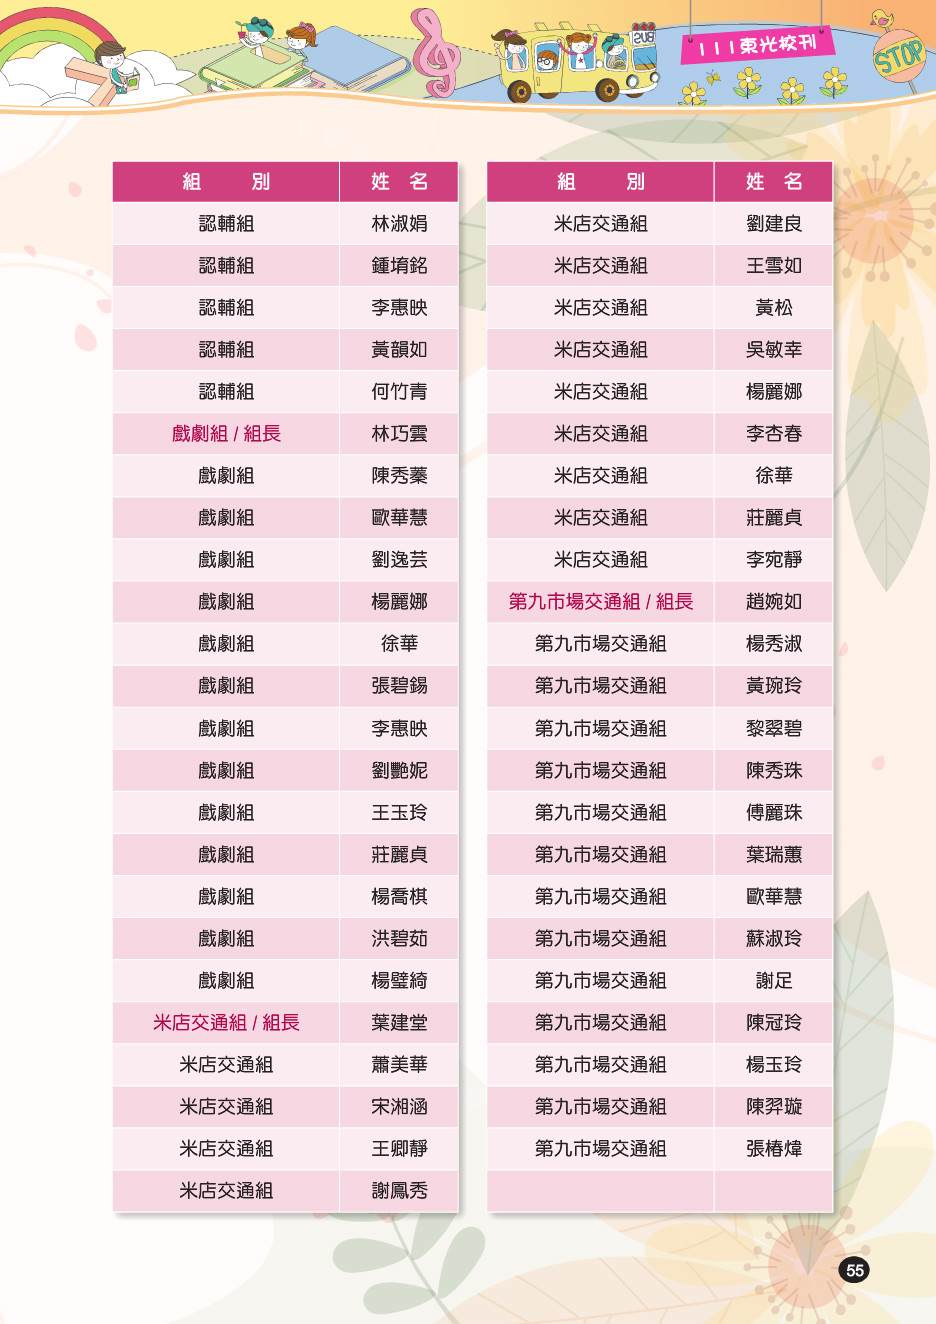 SUB
111東光校刊
STOP
組 別 姓 名
認輔組 林淑娟
認輔組 鍾堉銘
認輔組 李惠映
認輔組 黃韻如
認輔組 何竹青
戲劇組 / 組長 林巧雲
戲劇組 陳秀蓁
戲劇組 歐華慧
戲劇組 劉逸芸
戲劇組 楊麗娜
戲劇組 徐華
戲劇組 張碧錫
戲劇組 李惠映
戲劇組 劉艷妮
戲劇組 王玉玲
戲劇組 莊麗貞
戲劇組 楊喬棋
戲劇組 洪碧茹
戲劇組 楊璧綺
米店交通組 / 組長 葉建堂
米店交通組 蕭美華
米店交通組 宋湘涵
米店交通組 王卿靜
米店交通組 謝鳳秀
組 別 姓 名
米店交通組 劉建良
米店交通組 王雪如
米店交通組 黃松
米店交通組 吳敏幸
米店交通組 楊麗娜
米店交通組 李杏春
米店交通組 徐華
米店交通組 莊麗貞
米店交通組 李宛靜
第九市場交通組 / 組長 趙婉如
第九市場交通組 楊秀淑
第九市場交通組 黃琬玲
第九市場交通組 黎翠碧
第九市場交通組 陳秀珠
第九市場交通組 傅麗珠
第九市場交通組 葉瑞蕙
第九市場交通組 歐華慧
第九市場交通組 蘇淑玲
第九市場交通組 謝足
第九市場交通組 陳冠玲
第九市場交通組 楊玉玲
第九市場交通組 陳羿璇
第九市場交通組 張椿煒
55